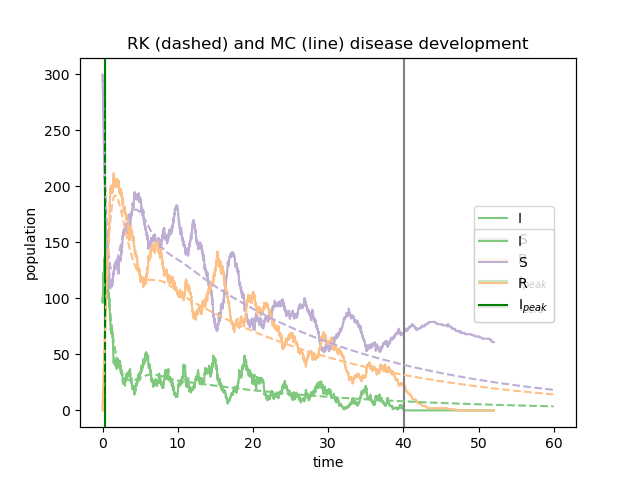 RK (dashed) and MC (line) disease development
population
300
250
200
150
100
50
0
0 10 20 30 40 50 60
time
I
I
S
R
I peak